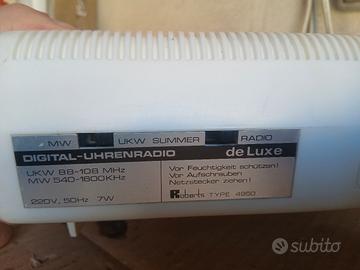 MW UKW SUMMER RADIO
DIGITAL-UHRENRADIO de Luxe
UKW 88-108 MHz
MW 540-1600KHz
220V, 50Hz 7W
Vor Feuchtigkeit schützen!
Vor Aufschrauben
Netzstecker ziehen!
Roberts TYPE 4950
subito